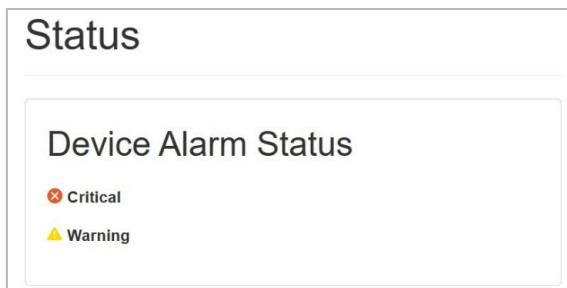 Status
Device Alarm Status
Critical
Warning